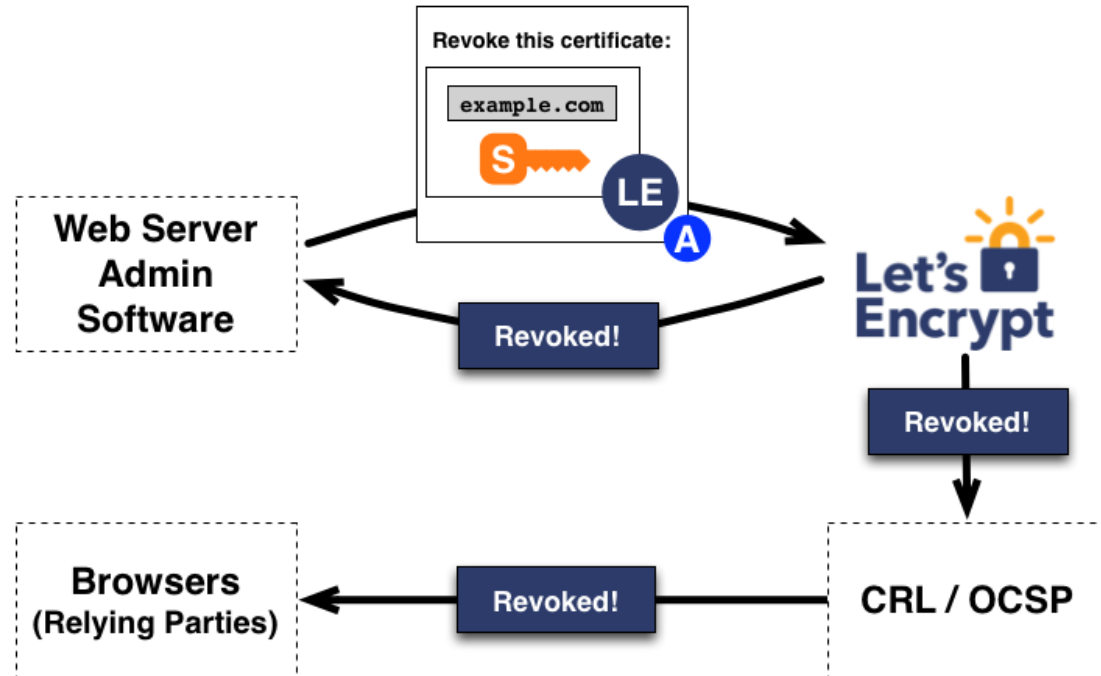 Revoke this certificate:
example.com
S
LE
A
Web Server
Admin
Software
Let's
Encrypt
Revoked!
Revoked!
Browsers
(Relying Parties)
Revoked!
CRL / OCSP